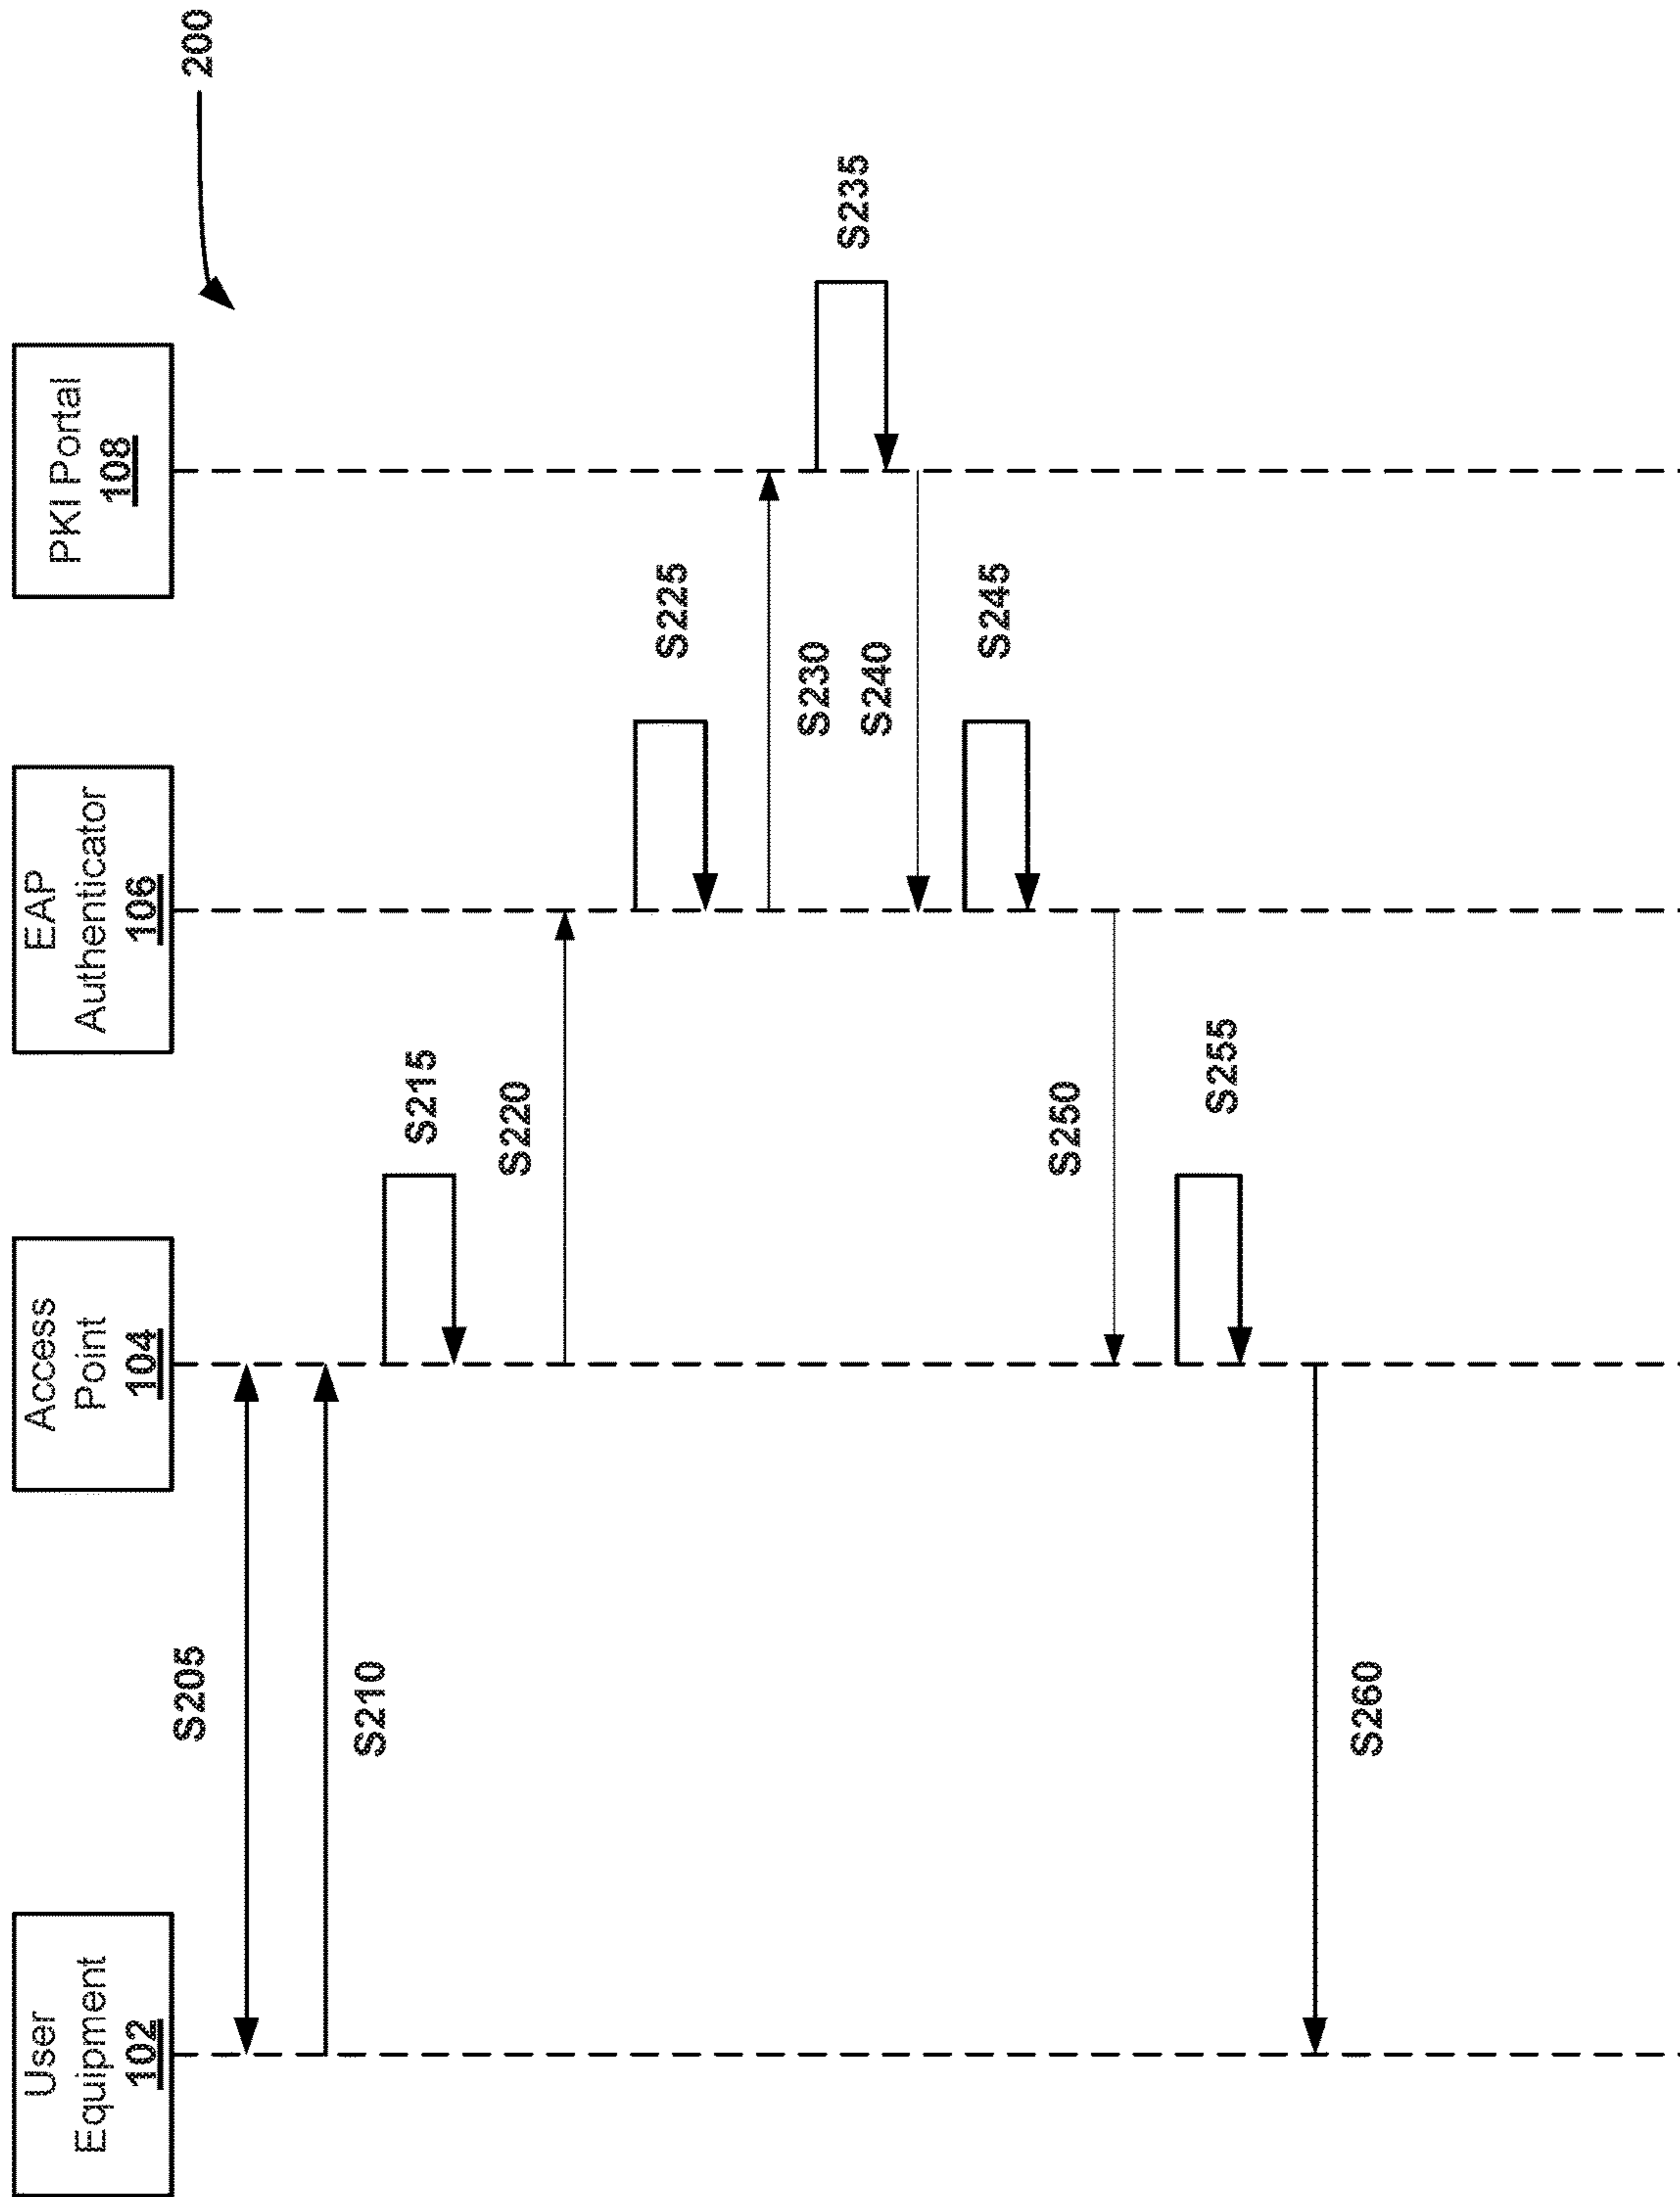 User
Equipment
102
Access
Point
104
EAP
Authenticator
106
PKI Portal
108
200
S205
S210
S215
S220
S225
S230
S235
S240
S245
S250
S255
S260